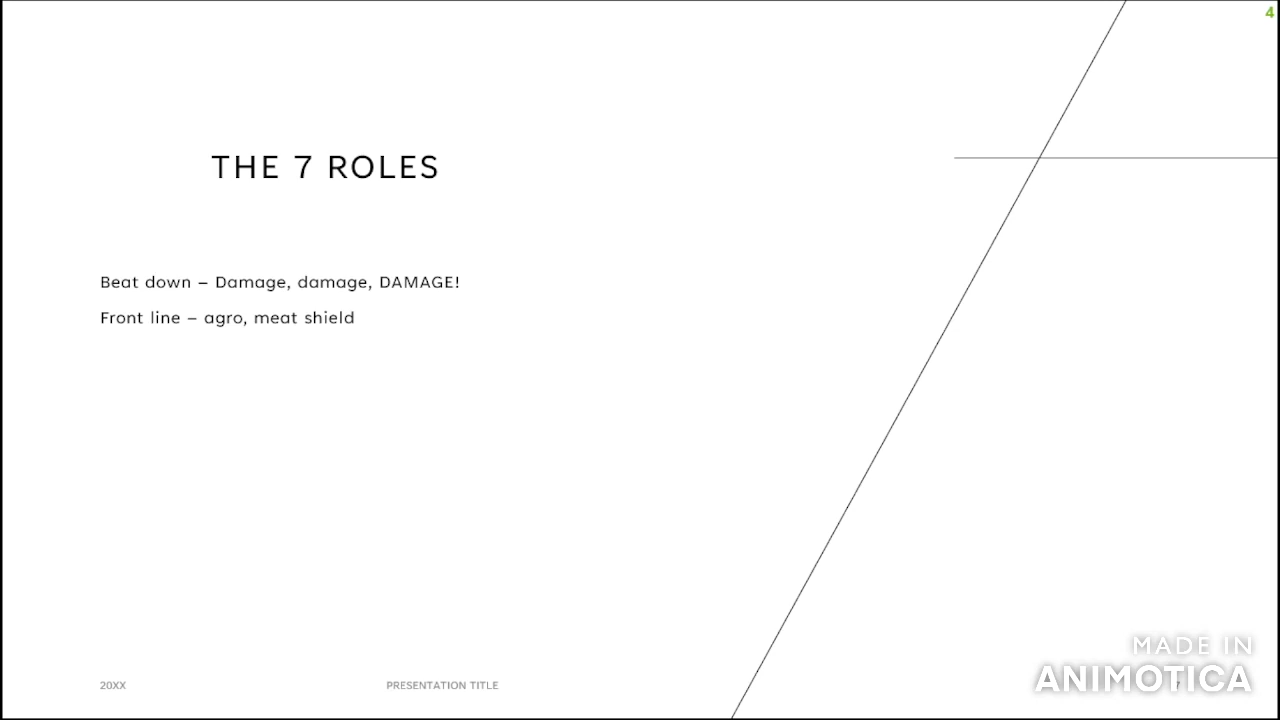 4
THE 7 ROLES
Beat down – Damage, damage, DAMAGE!
Front line – agro, meat shield
20XX
PRESENTATION TITLE
MADE IN
ANIMOTICA